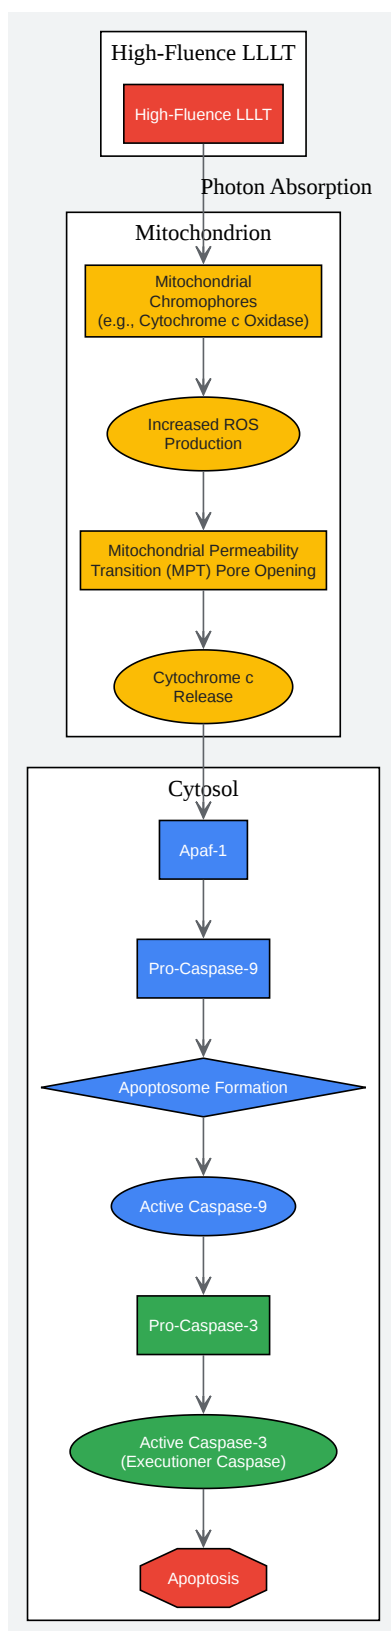 High-Fluence LLLT
High-Fluence LLLT
Photon Absorption
Mitochondrion
Mitochondrial
Chromophores
(e.g., Cytochrome c Oxidase)
Increased ROS
Production
Mitochondrial Permeability
Transition (MPT) Pore Opening
Cytochrome c
Release
Cytosol
Apaf-1
Pro-Caspase-9
Apoptosome Formation
Active Caspase-9
Pro-Caspase-3
Active Caspase-3
(Executioner Caspase)
Apoptosis